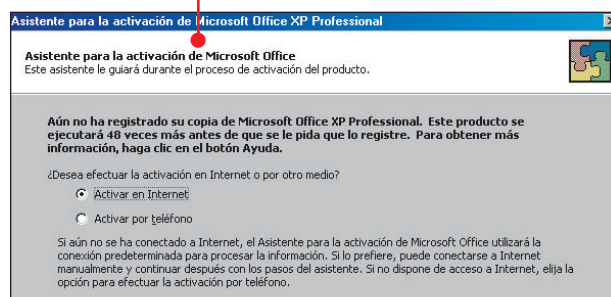 Asistente para la activación de Microsoft Office XP Professional
Asistente para la activación de Microsoft Office
Este asistente le guiará durante el proceso de activación del producto.
Aún no ha registrado su copia de Microsoft Office XP Professional. Este producto se
ejecutará 48 veces más antes de que se le pida que lo registre. Para obtener más
información, haga clic en el botón Ayuda.
¿Desea efectuar la activación en Internet o por otro medio?
Activar en Internet
Activar por teléfono
Si aún no se ha conectado a Internet, el Asistente para la activación de Microsoft Office utilizará la
conexión predeterminada para procesar la información. Si lo prefiere, puede conectarse a Internet
manualmente y continuar después con los pasos del asistente. Si no dispone de acceso a Internet, elija la
opción para efectuar la activación por teléfono.